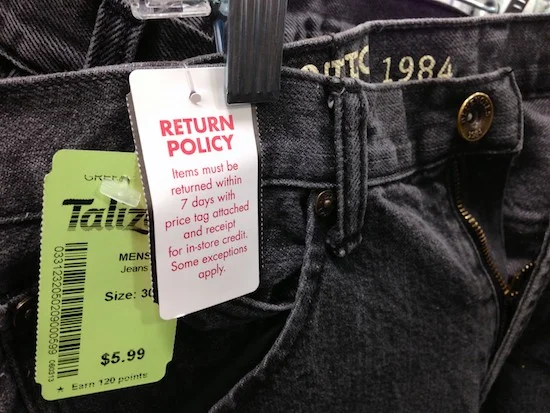 RETURN
POLICY
Items must be
returned within
7 days with
price tag attached
and receipt
for in-store credit.
Some exceptions
apply.
1984
MENS
Jeans
Size: 30
$5.99
* Earn 120 points